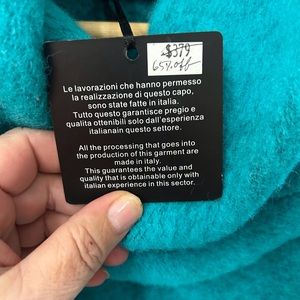 $379
65% off
Le lavorazioni che hanno permesso
la realizzazione di questo capo,
sono state fatte in italia.
Tutto questo garantisce pregio e
qualita ottenibili solo dall'esperienza
italianain questo settore.
All the processing that goes into
the production of this garment are
made in italy.
This guarantees the value and
quality that is obtainable only with
italian experience in this sector.